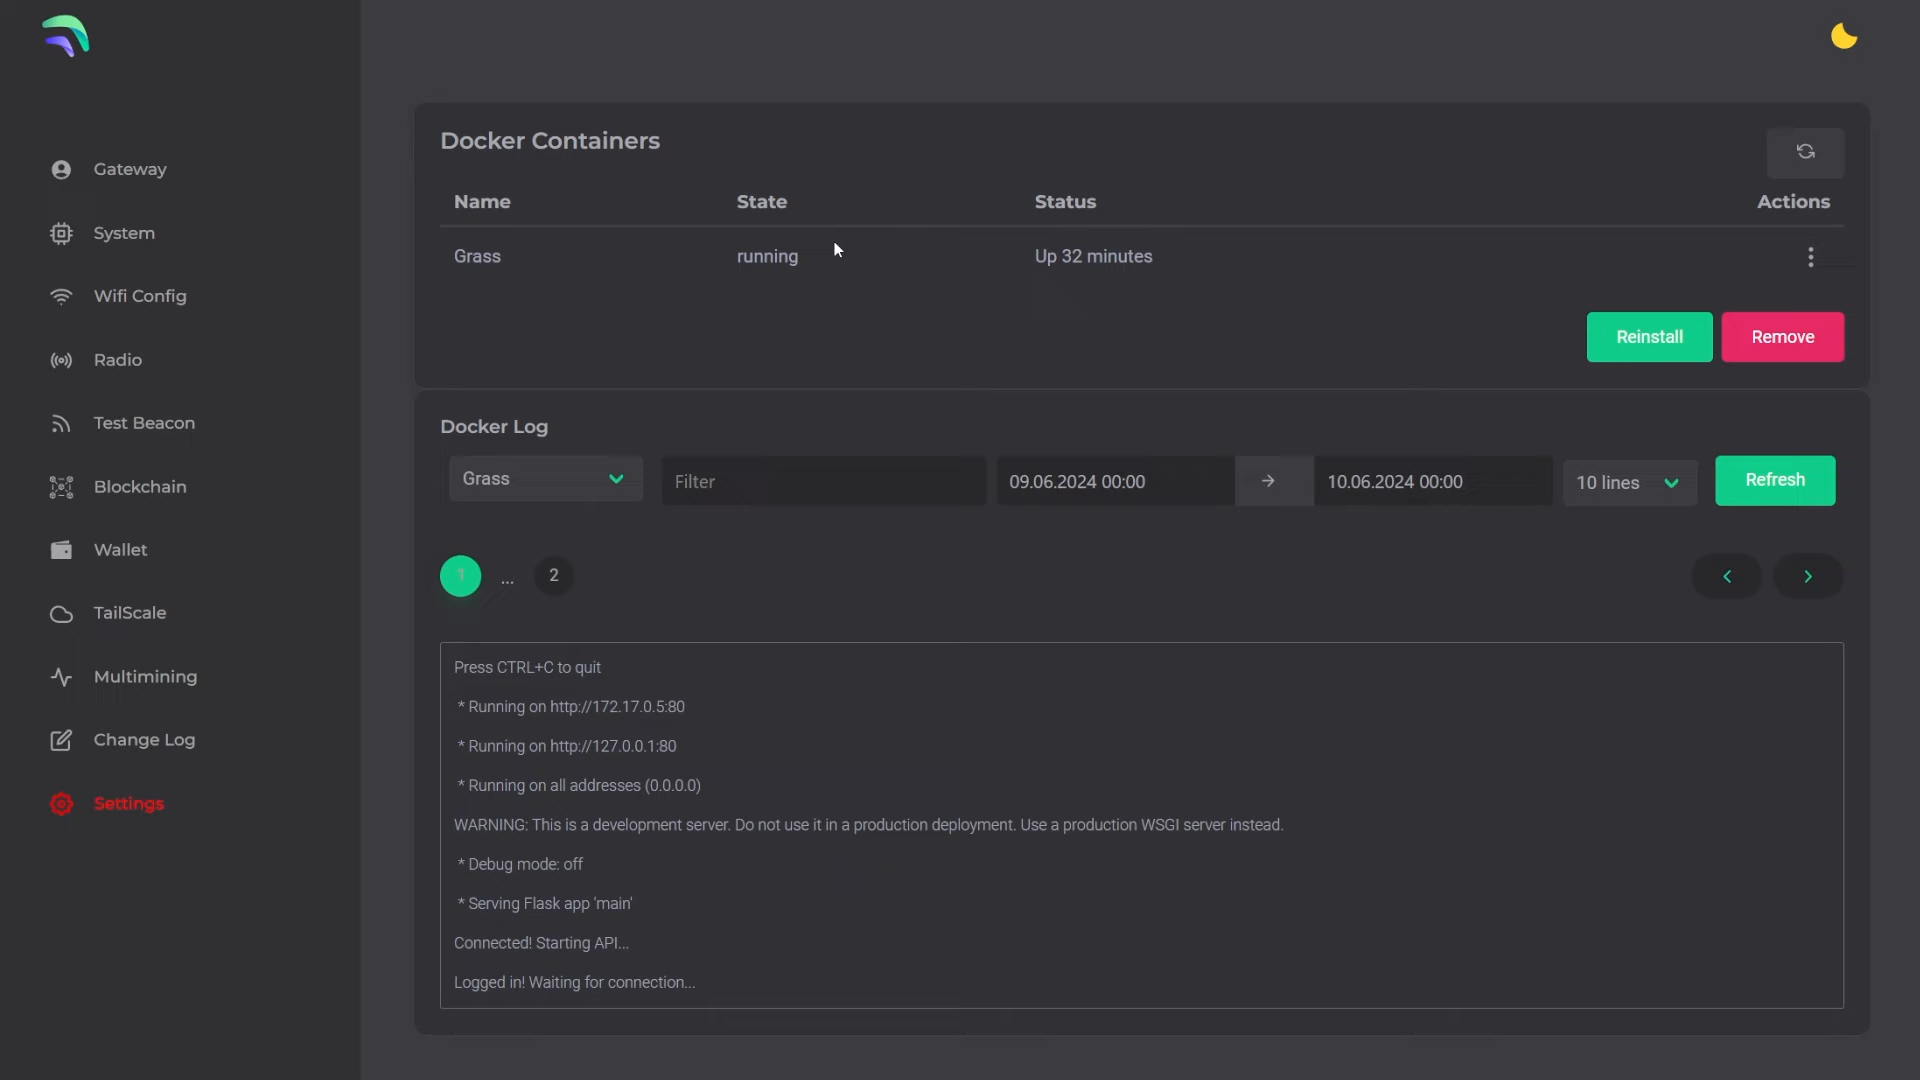 Gateway
System
Wifi Config
Radio
Test Beacon
Blockchain
Wallet
TailScale
Multimining
Change Log
Settings
Docker Containers
Name State Status Actions
Grass running Up 32 minutes
Reinstall Remove
Docker Log
Grass Filter 09.06.2024 00:00 → 10.06.2024 00:00 10 lines Refresh
1 ... 2
Press CTRL+C to quit
* Running on http://172.17.0.5:80
* Running on http://127.0.0.1:80
* Running on all addresses (0.0.0.0)
WARNING: This is a development server. Do not use it in a production deployment. Use a production WSGI server instead.
* Debug mode: off
* Serving Flask app 'main'
Connected! Starting API...
Logged in! Waiting for connection...